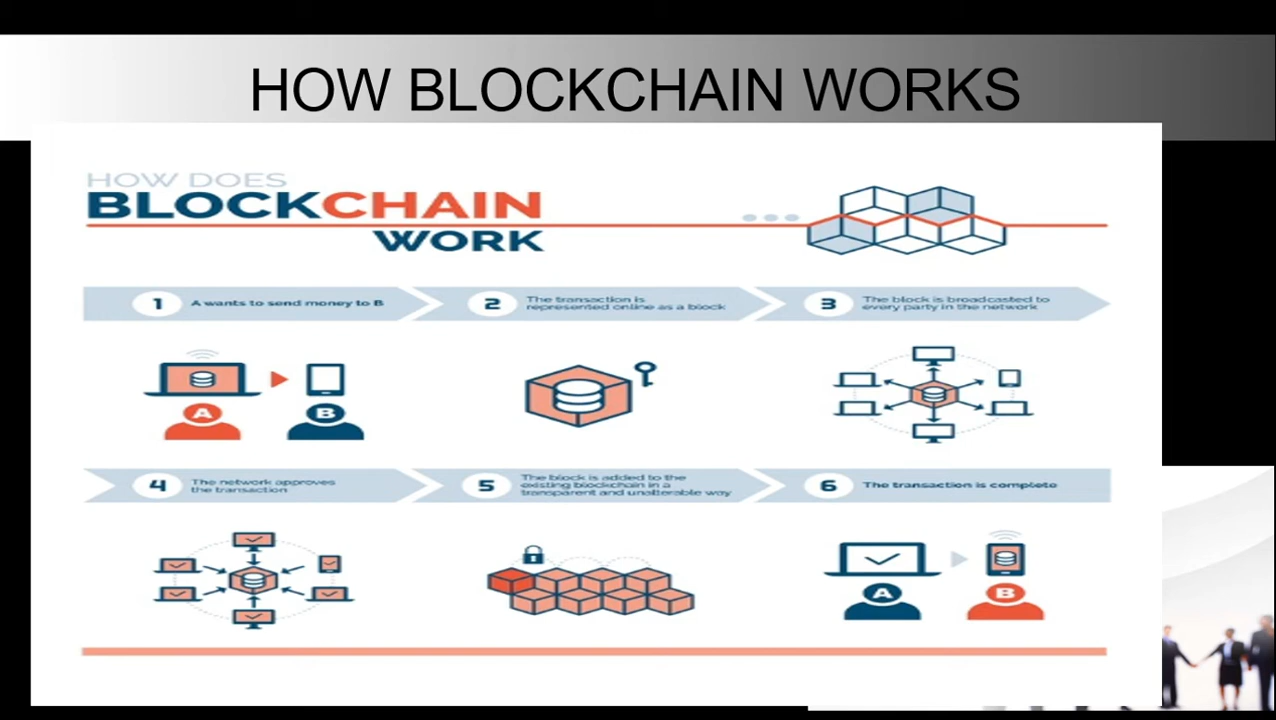 HOW BLOCKCHAIN WORKS
HOW DOES
BLOCKCHAIN
WORK
1 A wants to send money to B
2 The transaction is
represented online as a block
3 The block is broadcasted to
every party in the network
A B
4 The network approves
the transaction
5 The block is added to the
existing blockchain in a
transparent and unalterable way
6 The transaction is complete
A B